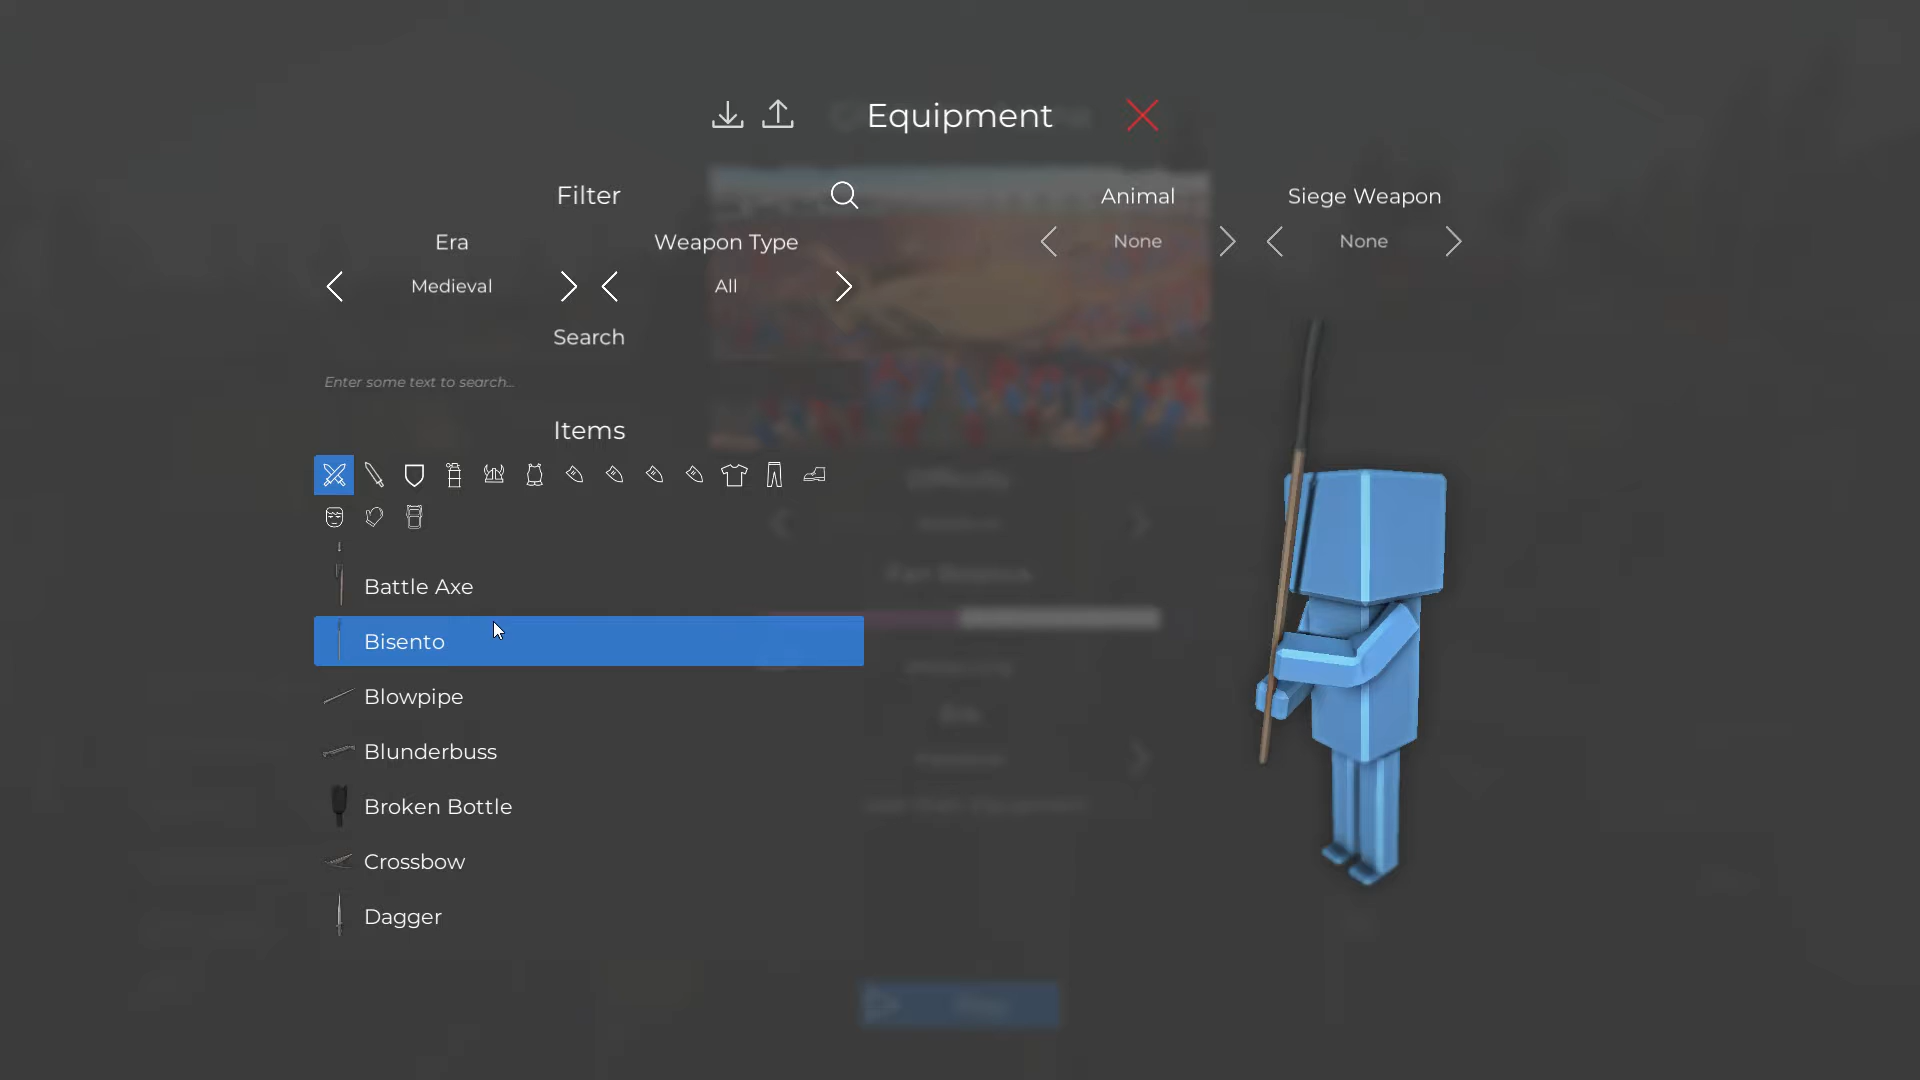 Equipment
Filter
Animal
Siege Weapon
Era
Weapon Type
None
None
Medieval
All
Search
Enter some text to search...
Items
Battle Axe
Bisento
Blowpipe
Blunderbuss
Broken Bottle
Crossbow
Dagger